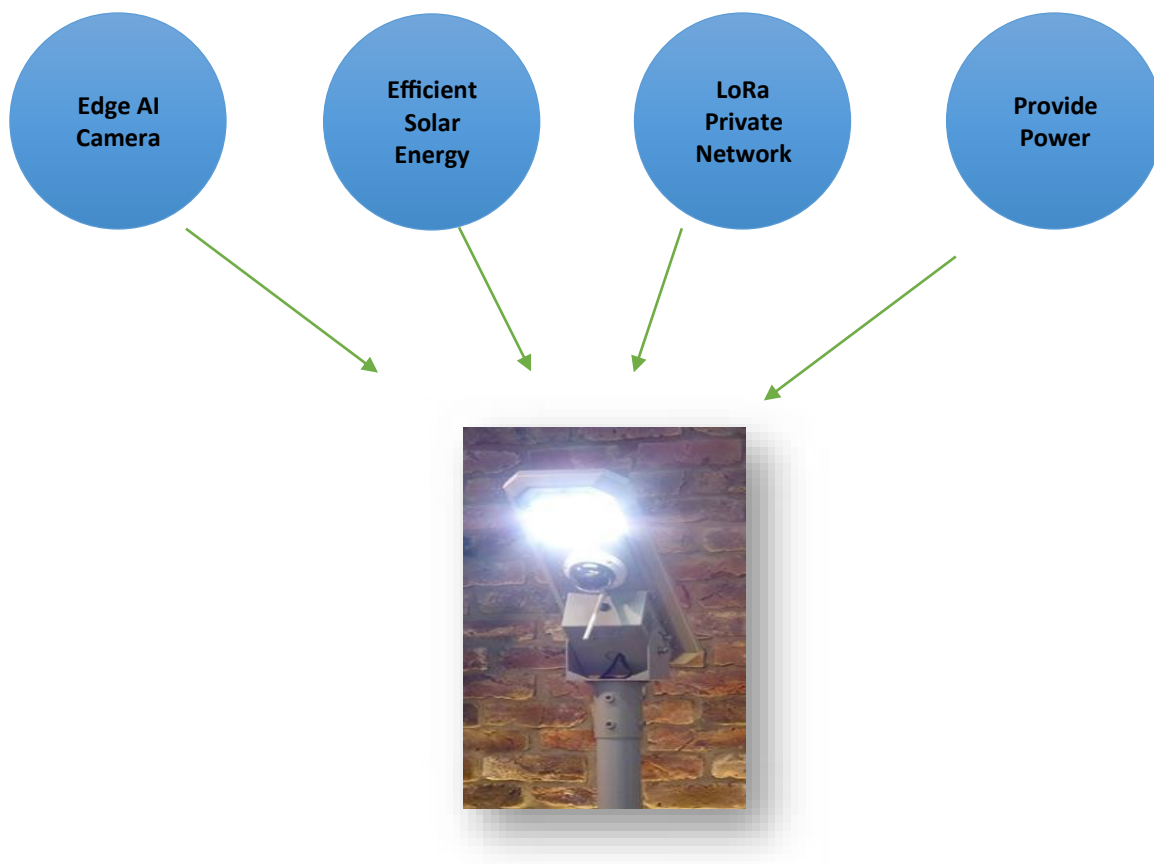 Edge AI
Camera
Efficient
Solar
Energy
LoRa
Private
Network
Provide
Power